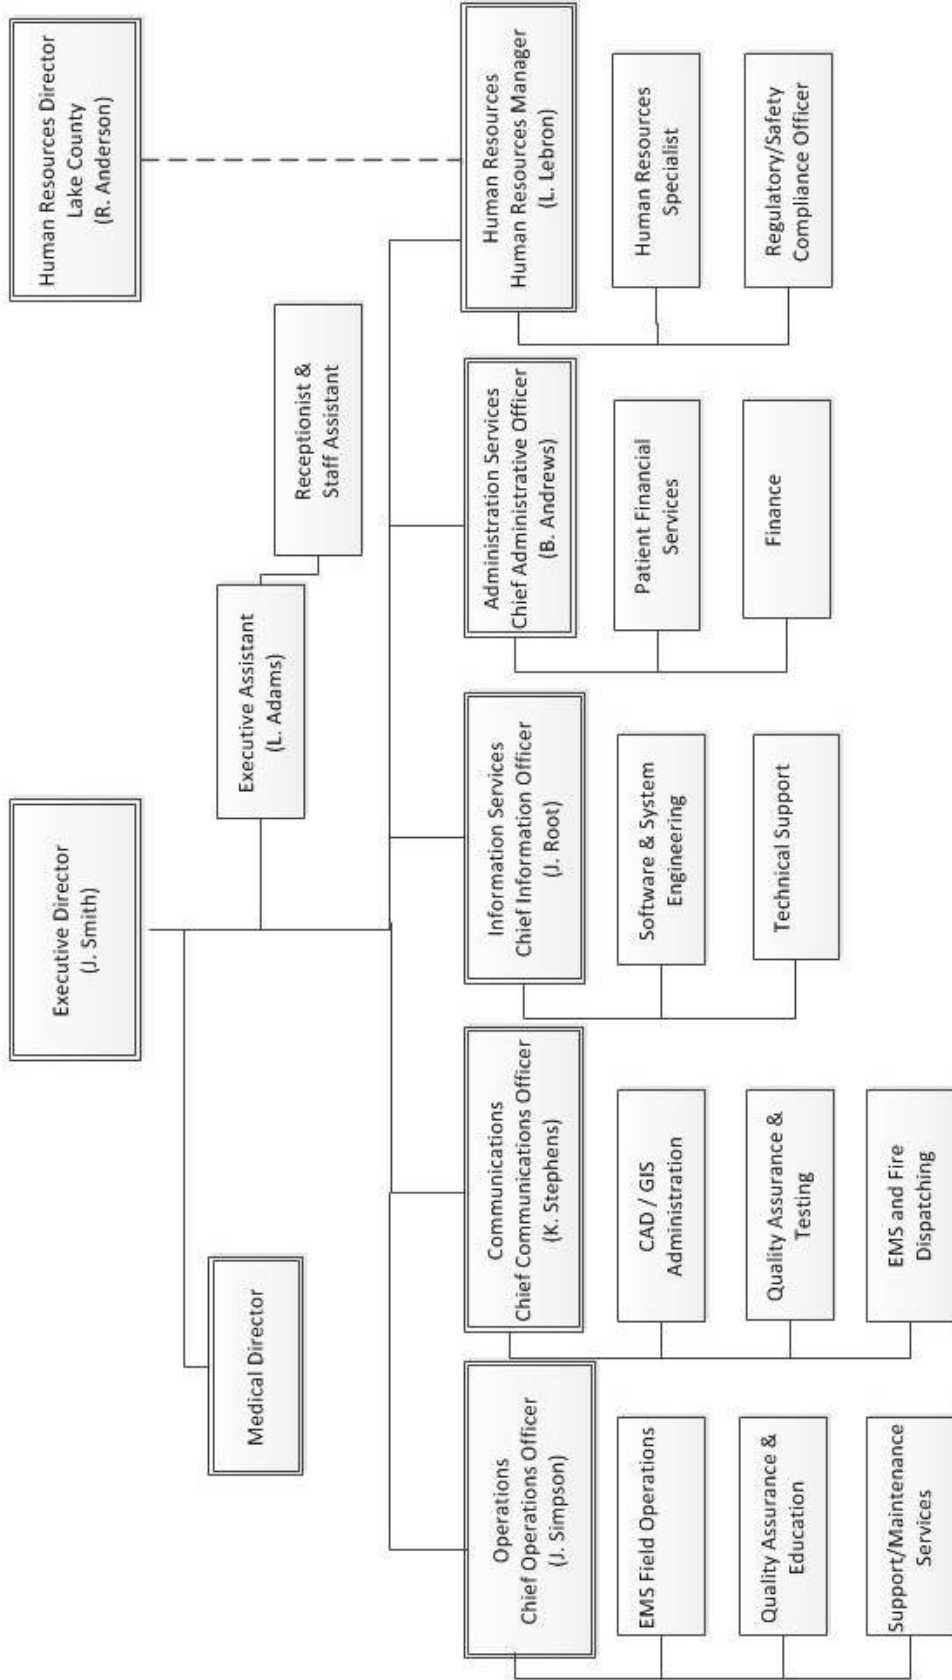 Executive Director
(J. Smith)
Human Resources Director
Lake County
(R. Anderson)
Medical Director
Executive Assistant
(L. Adams)
Receptionist &
Staff Assistant
Operations
Chief Operations Officer
(J. Simpson)
EMS Field Operations
Quality Assurance &
Education
Support/Maintenance
Services
Communications
Chief Communications Officer
(K. Stephens)
CAD / GIS
Administration
Quality Assurance &
Testing
EMS and Fire
Dispatching
Information Services
Chief Information Officer
(J. Root)
Software & System
Engineering
Technical Support
Administration Services
Chief Administrative Officer
(B. Andrews)
Patient Financial
Services
Finance
Human Resources
Human Resources Manager
(L. Lebron)
Human Resources
Specialist
Regulatory/Safety
Compliance Officer